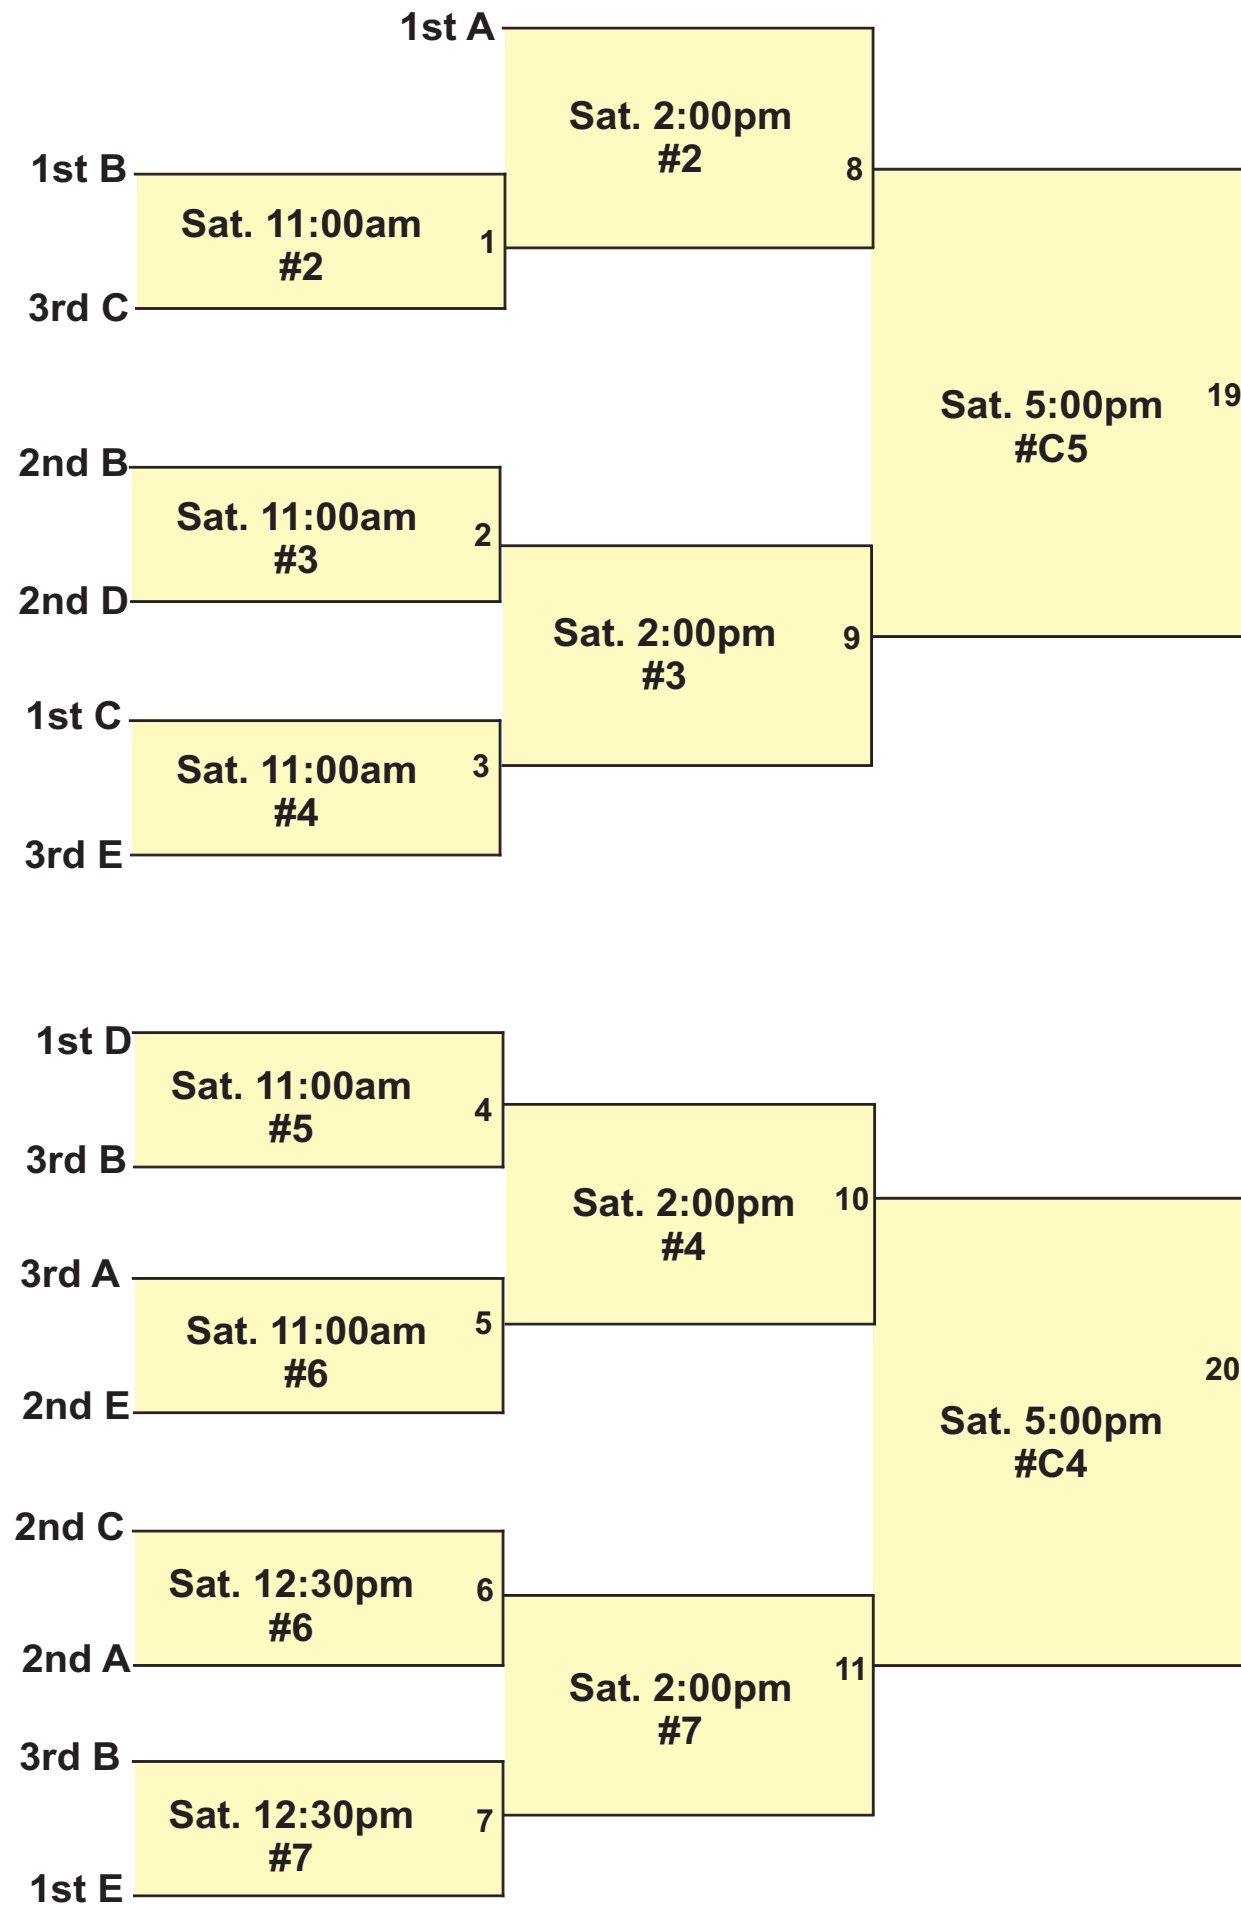 1st A
Sat. 2:00pm
#2
8
1st B
Sat. 11:00am
#2
1
3rd C
Sat. 5:00pm
#C5
19
2nd B
Sat. 11:00am
#3
2
2nd D
Sat. 2:00pm
#3
9
1st C
Sat. 11:00am
#4
3
3rd E
1st D
Sat. 11:00am
#5
4
3rd B
Sat. 2:00pm
#4
10
3rd A
Sat. 11:00am
#6
5
2nd E
Sat. 5:00pm
#C4
20
2nd C
Sat. 12:30pm
#6
6
2nd A
Sat. 2:00pm
#7
11
3rd B
Sat. 12:30pm
#7
7
1st E